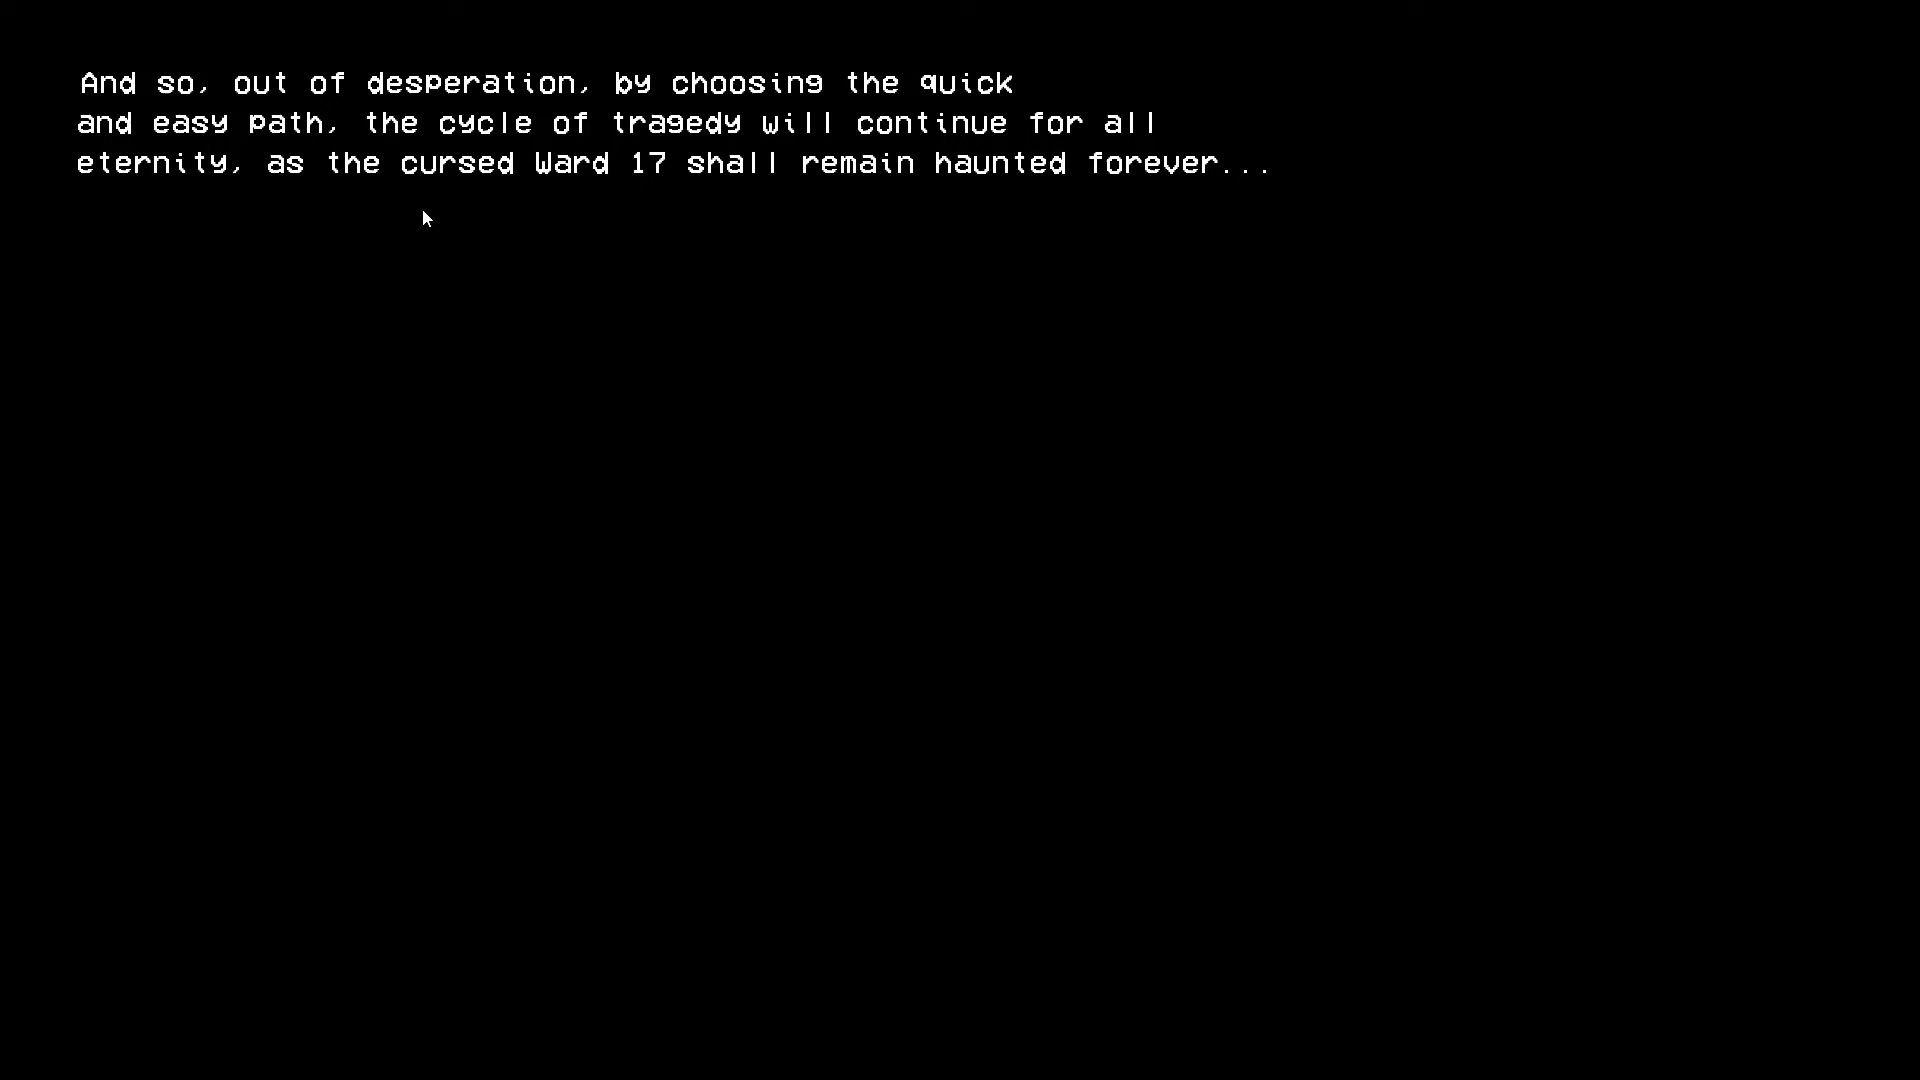 And so, out of desperation, by choosing the quick
and easy path, the cycle of tragedy will continue for all
eternity, as the cursed Ward 17 shall remain haunted forever...